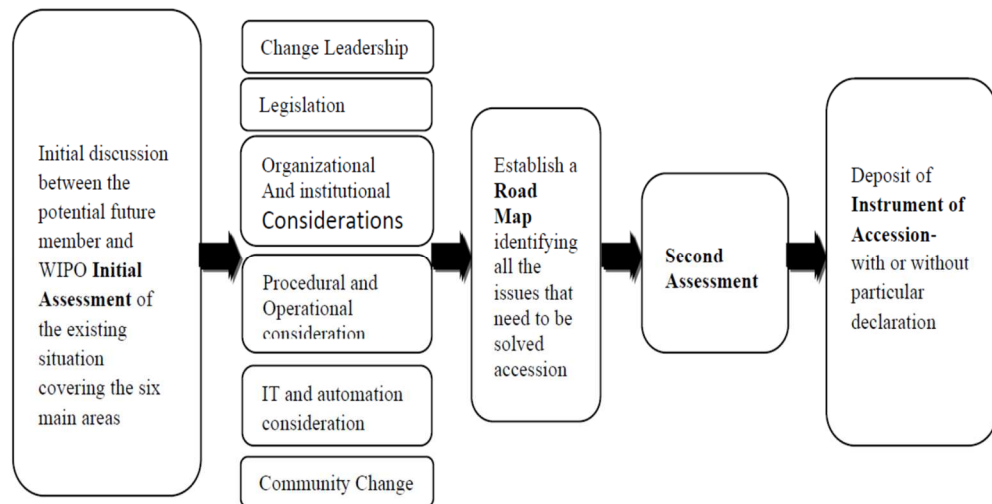 Initial discussion
between the
potential future
member and
WIPO Initial
Assessment of
the existing
situation
covering the six
main areas
Change Leadership
Legislation
Organizational
And institutional
Considerations
Procedural and
Operational
consideration
IT and automation
consideration
Community Change
Establish a
Road
Map
identifying
all the
issues that
need to be
solved
accession
Second
Assessment
Deposit of
Instrument of
Accession-
with or without
particular
declaration